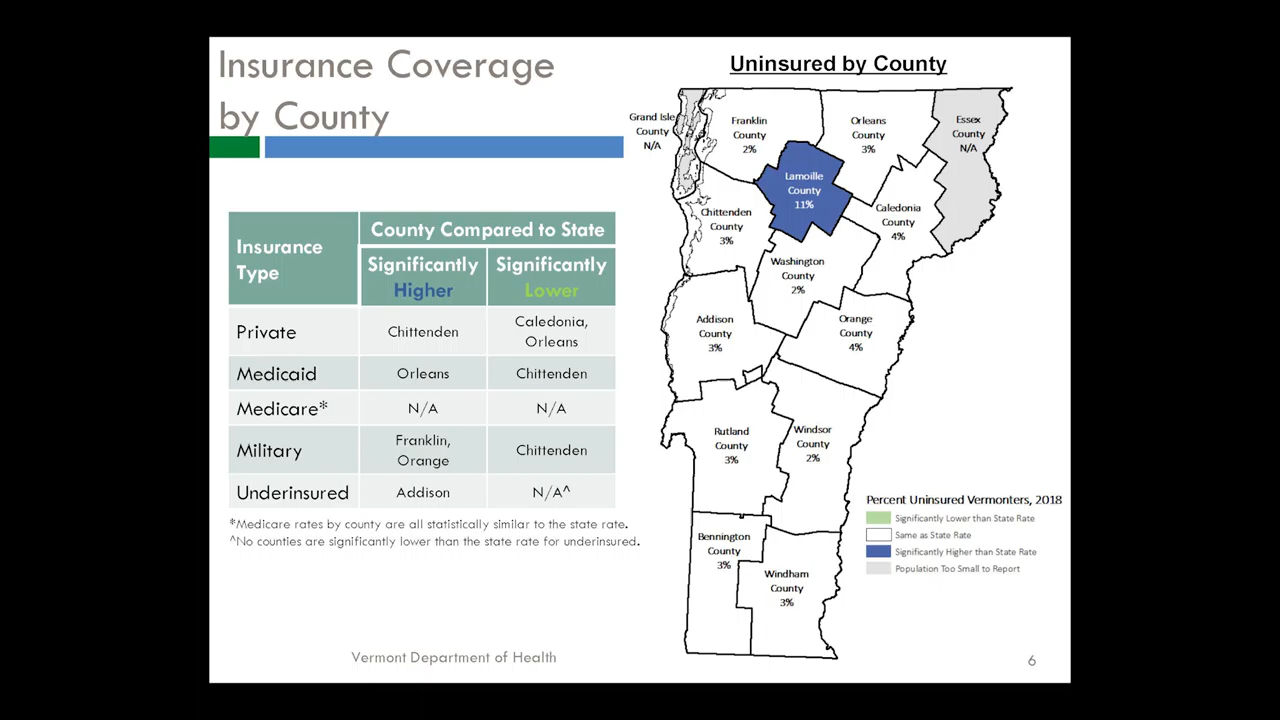 Insurance Coverage
by County
Insurance
Type
County Compared to State
Significantly
Higher
Significantly
Lower
Private
Chittenden
Caledonia,
Orleans
Medicaid
Orleans
Chittenden
Medicare*
N/A
N/A
Military
Franklin,
Orange
Chittenden
Underinsured
Addison
N/A^
*Medicare rates by county are all statistically similar to the state rate.
^No counties are significantly lower than the state rate for underinsured.
Uninsured by County
Grand Isle
County
N/A
Franklin
County
2%
Orleans
County
3%
Essex
County
N/A
Lamoille
County
11%
Chittenden
County
3%
Caledonia
County
4%
Washington
County
2%
Addison
County
3%
Orange
County
4%
Rutland
County
3%
Windsor
County
2%
Bennington
County
3%
Windham
County
3%
Percent Uninsured Vermonters, 2018
Significantly Lower than State Rate
Same as State Rate
Significantly Higher than State Rate
Population Too Small to Report
Vermont Department of Health
6